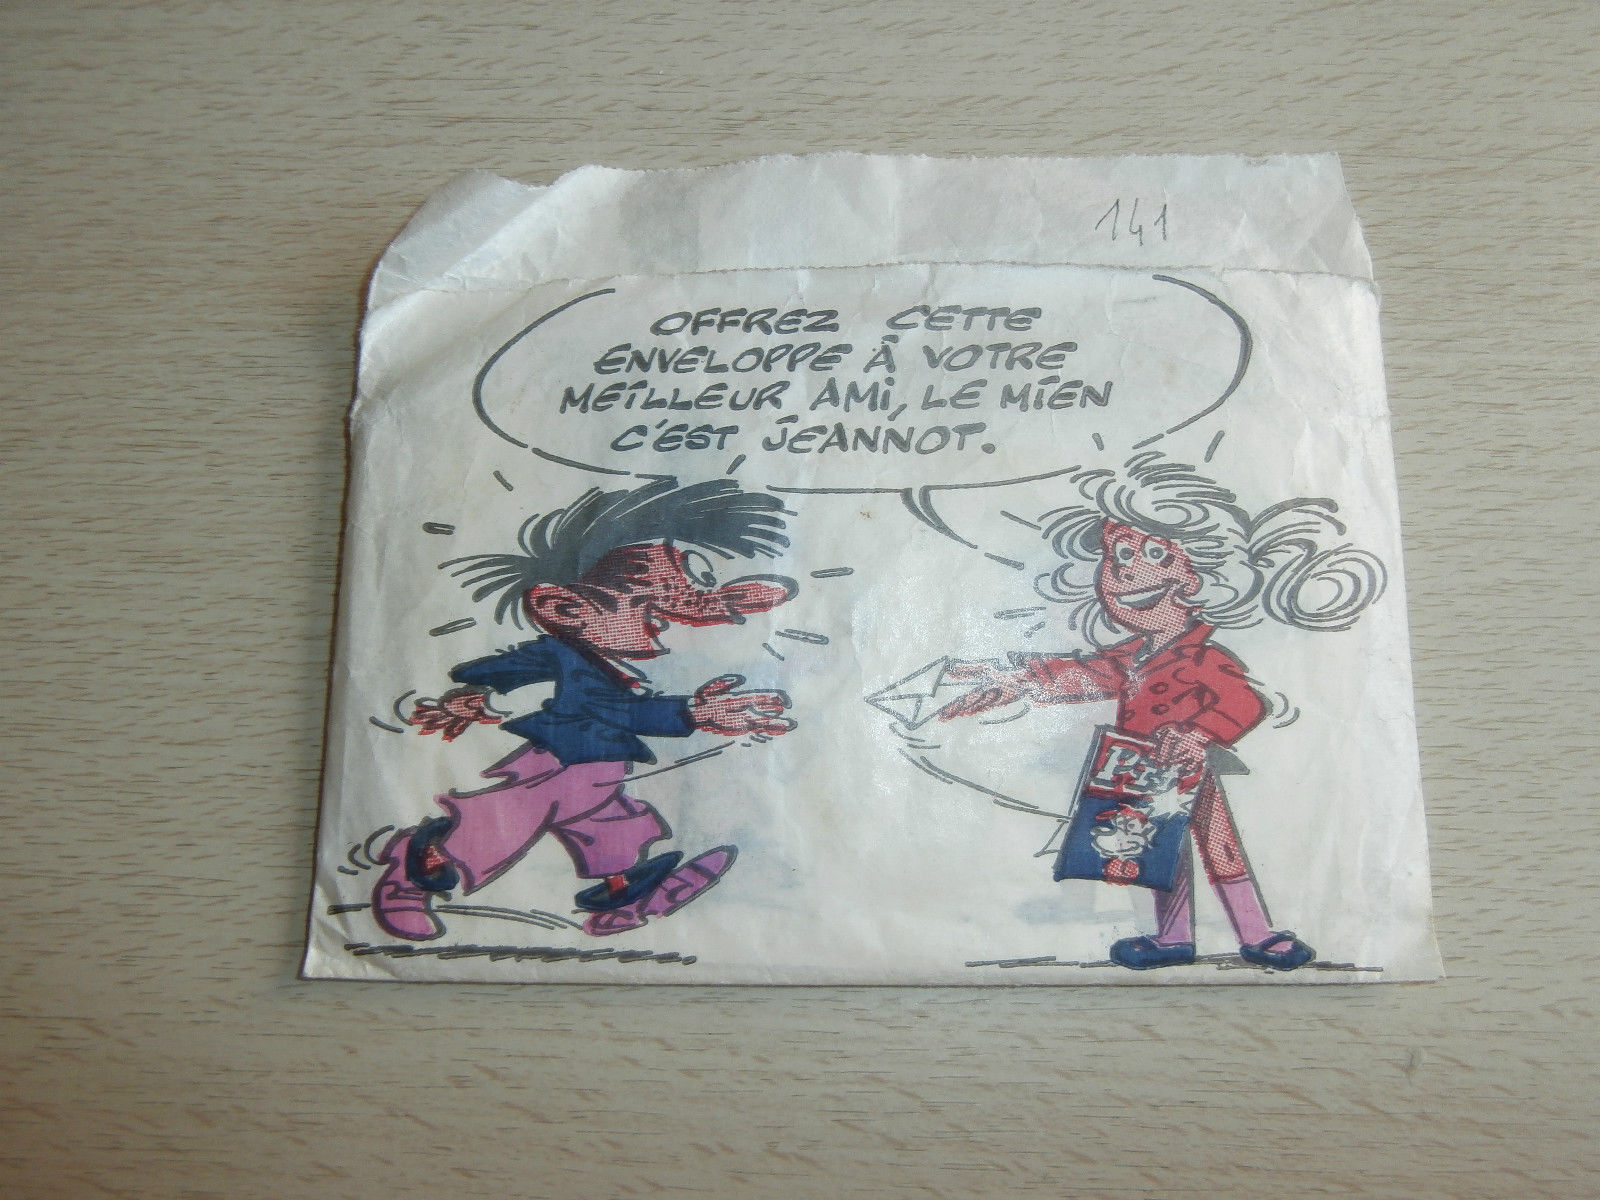 141
OFFREZ CETTE
ENVELOPPE À VOTRE
MEILLEUR AMI, LE MIEN
C'EST JEANNOT.